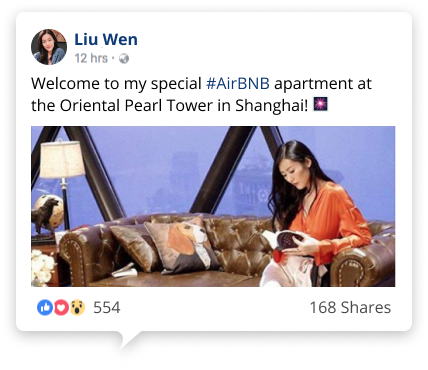 Liu Wen
12 hrs ·
Welcome to my special #AirBNB apartment at
the Oriental Pearl Tower in Shanghai!
554
168 Shares